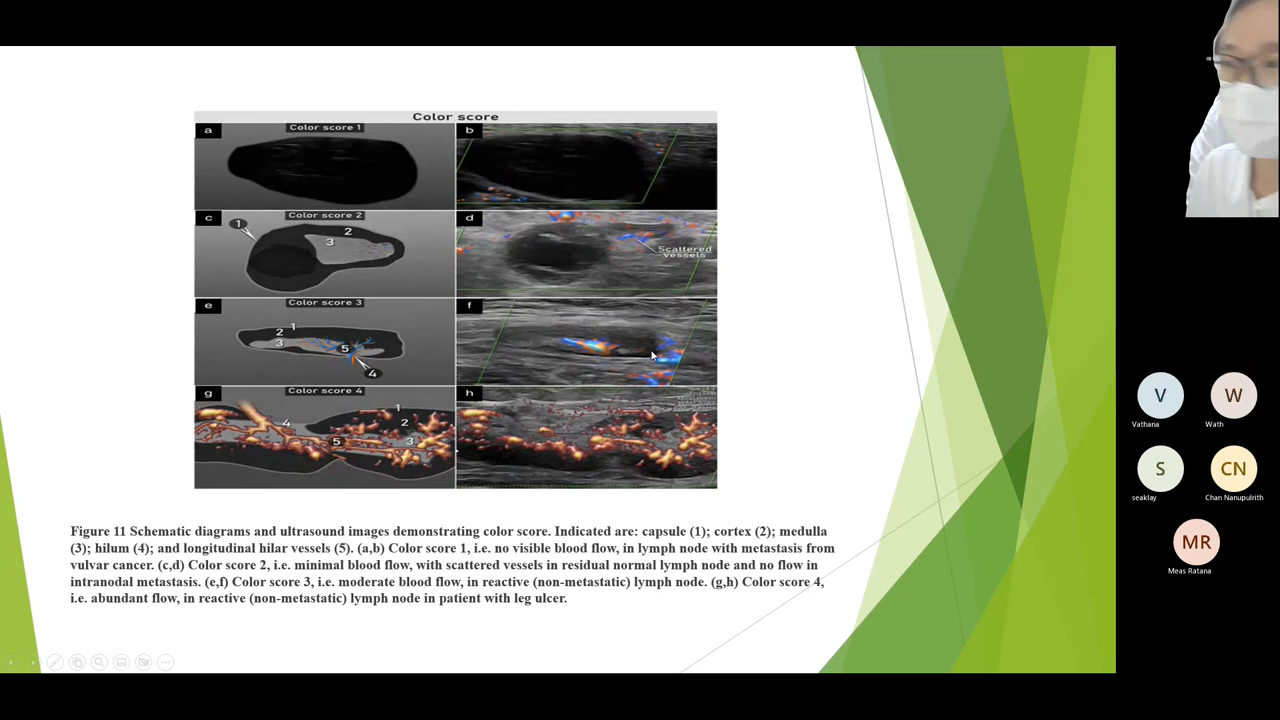 Color score
a
Color score 1
b
c
Color score 2
d
1
2
3
Scattered
vessels
e
Color score 3
f
1
2
3
5
4
g
Color score 4
h
1
4
2
5
3
Figure 11 Schematic diagrams and ultrasound images demonstrating color score. Indicated are: capsule (1); cortex (2); medulla
(3); hilum (4); and longitudinal hilar vessels (5). (a,b) Color score 1, i.e. no visible blood flow, in lymph node with metastasis from
vulvar cancer. (c,d) Color score 2, i.e. minimal blood flow, with scattered vessels in residual normal lymph node and no flow in
intranodal metastasis. (e,f) Color score 3, i.e. moderate blood flow, in reactive (non-metastatic) lymph node. (g,h) Color score 4,
i.e. abundant flow, in reactive (non-metastatic) lymph node in patient with leg ulcer.
V
Vathana
W
Wath
S
seaklay
CN
Chan Nanupulrith
MR
Meas Ratana